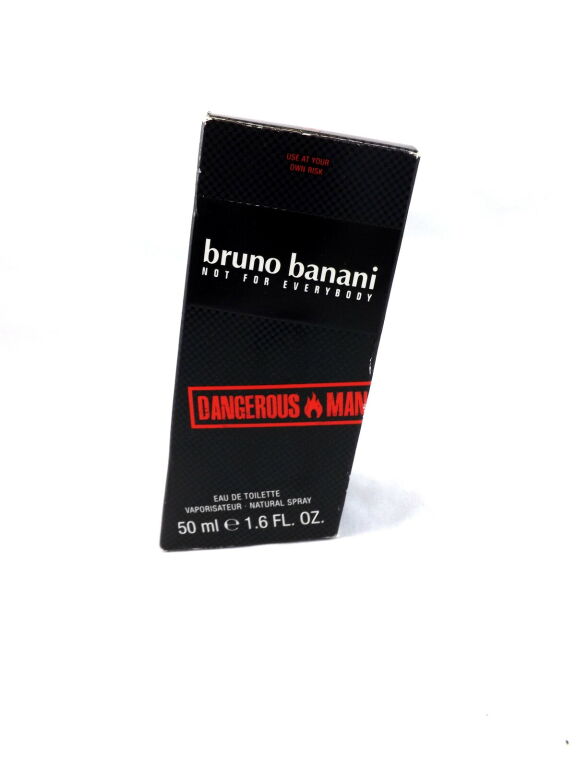 USE AT YOUR
OWN RISK
bruno banani
NOT FOR EVERYBODY
DANGEROUS MAN
EAU DE TOILETTE
VAPORISATEUR · NATURAL SPRAY
50 ml ℮ 1.6 FL. OZ.